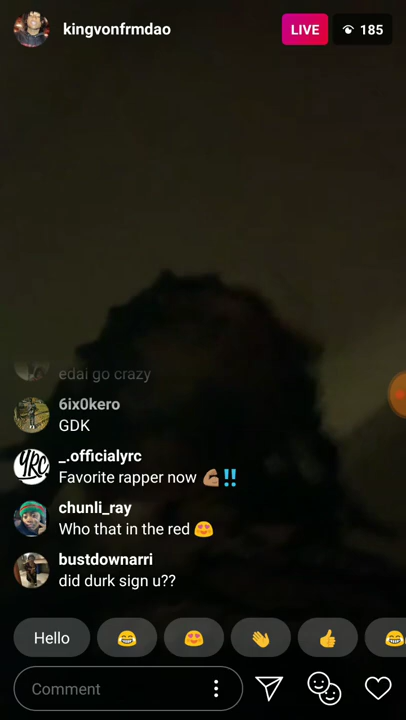 kingvonfrmdao
LIVE
185
edai go crazy
6ix0kero
GDK
YRC
_.officialyrc
Favorite rapper now 💪🏽‼️
chunli_ray
Who that in the red 😍
bustdownarri
did durk sign u??
Hello 😂 😍 👋 👍 😂
Comment